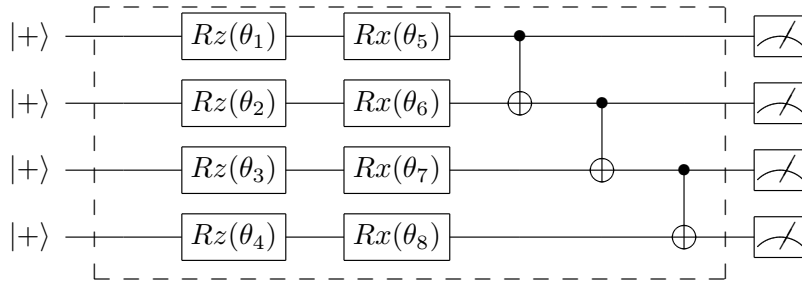 |+⟩ Rz(θ₁) Rx(θ₅)
|+⟩ Rz(θ₂) Rx(θ₆)
|+⟩ Rz(θ₃) Rx(θ₇)
|+⟩ Rz(θ₄) Rx(θ₈)